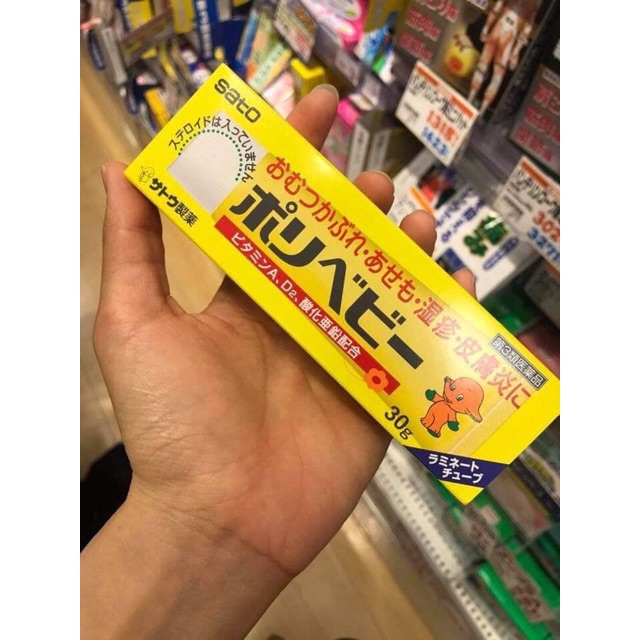 sato
ステロイドは入っていません
サトウ製薬
おむつかぶれ・あせも・湿疹・皮膚炎に
ポリベビー
ビタミンA、D2、酸化亜鉛配合
第3類医薬品
30g
ラミネート
チューブ